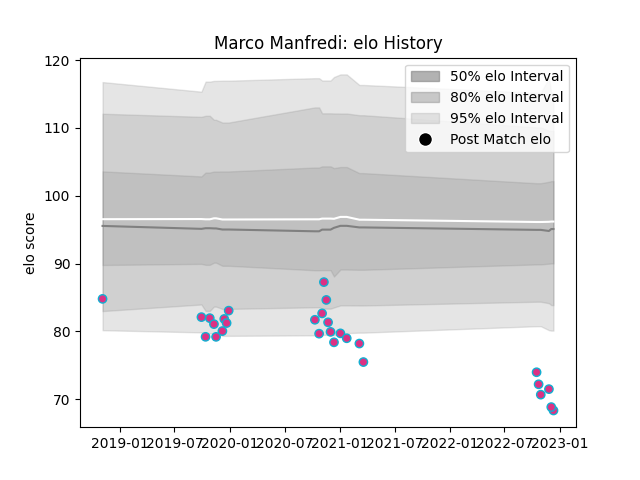 Marco Manfredi: elo History
120
110
100
90
80
70
elo score
50% elo Interval
80% elo Interval
95% elo Interval
Post Match elo
2019-01
2019-07
2020-01
2020-07
2021-01
2021-07
2022-01
2022-07
2023-01